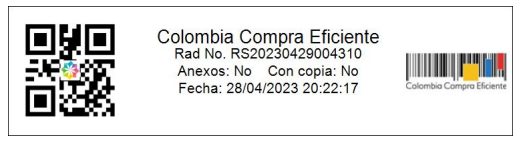 Colombia Compra Eficiente
Rad No. RS20230429004310
Anexos: No Con copia: No
Fecha: 28/04/2023 20:22:17
Colombia Compra Eficiente